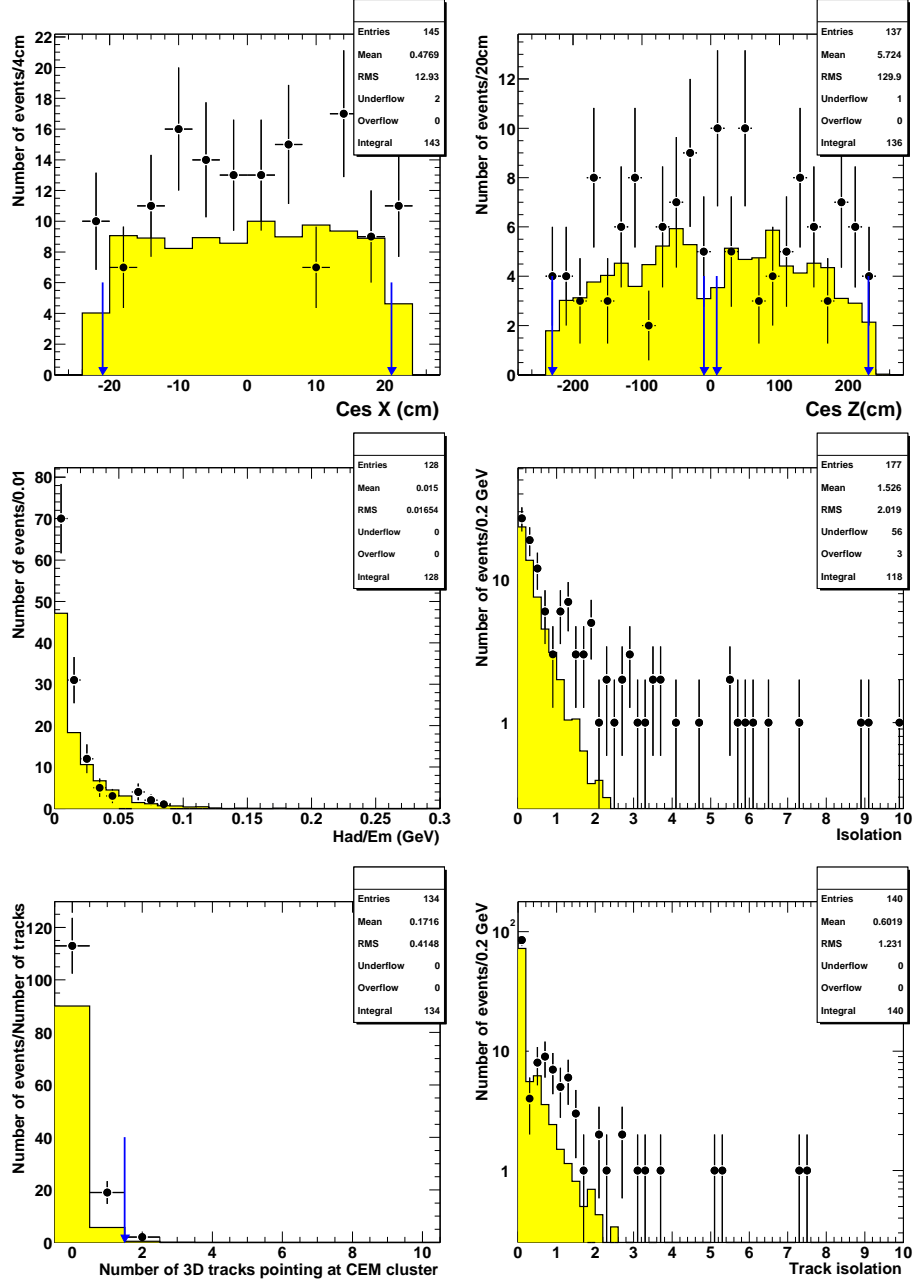 Number of events/4cm
22
20
18
16
14
12
10
8
6
4
2
0
-20 -10 0 10 20
Ces X (cm)
Entries 145
Mean 0.4769
RMS 12.93
Underflow 2
Overflow 0
Integral 143
Number of events/20cm
12
10
8
6
4
2
0
-200 -100 0 100 200
Ces Z(cm)
Entries 137
Mean 5.724
RMS 129.9
Underflow 1
Overflow 0
Integral 136
Number of events/0.01
80
70
60
50
40
30
20
10
0
0 0.05 0.1 0.15 0.2 0.25 0.3
Had/Em (GeV)
Entries 128
Mean 0.015
RMS 0.01654
Underflow 0
Overflow 0
Integral 128
Number of events/0.2 GeV
10
1
0 1 2 3 4 5 6 7 8 9 10
Isolation
Entries 177
Mean 1.526
RMS 2.019
Underflow 56
Overflow 3
Integral 118
Number of events/Number of tracks
120
100
80
60
40
20
0
0 2 4 6 8 10
Number of 3D tracks pointing at CEM cluster
Entries 134
Mean 0.1716
RMS 0.4148
Underflow 0
Overflow 0
Integral 134
Number of events/0.2 GeV
10²
10
1
0 1 2 3 4 5 6 7 8 9 10
Track isolation
Entries 140
Mean 0.6019
RMS 1.231
Underflow 0
Overflow 0
Integral 140